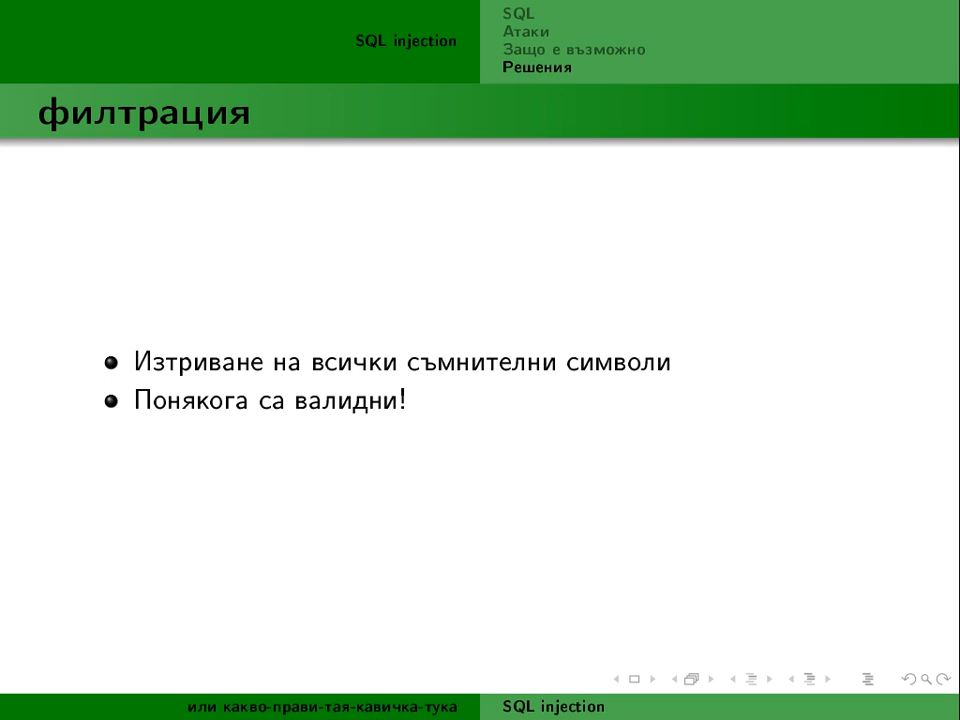 SQL injection
SQL
Атаки
Защо е възможно
Решения
филтрация
Изтриване на всички съмнителни символи
Понякога са валидни!
или какво-прави-тая-кавичка-тука
SQL injection